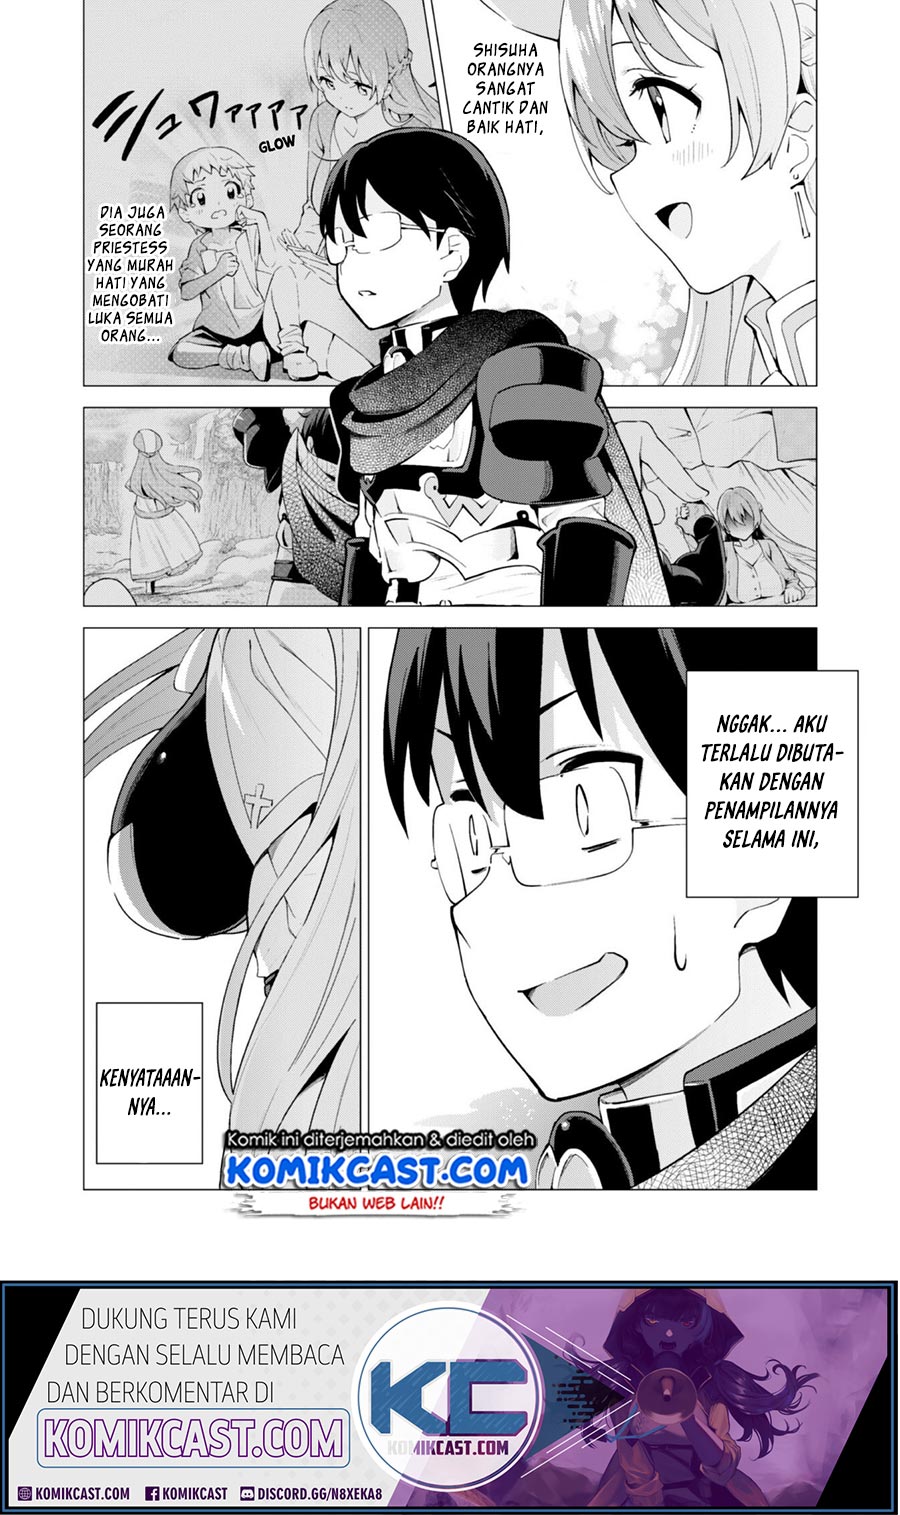 SHISUHA
ORANGNYA
SANGAT
CANTIK DAN
BAIK HATI,
シュワァァァァ
GLOW
DIA JUGA
SEORANG
PRIESTESS
YANG MURAH
HATI YANG
MENGOBATI
LUKA SEMUA
ORANG...
NGGAK... AKU
TERLALU DIBUTA-
KAN DENGAN
PENAMPILANNYA
SELAMA INI,
KENYATAAAN-
NYA...
Komik ini diterjemahkan & diedit oleh
KOMIKCAST.COM
BUKAN WEB LAIN!!
DUKUNG TERUS KAMI
DENGAN SELALU MEMBACA
DAN BERKOMENTAR DI
KOMIKCAST.COM
KC
KOMIKCAST.COM
KOMIKCAST.COM KOMIKCAST DISCORD.GG/N8XEKA8